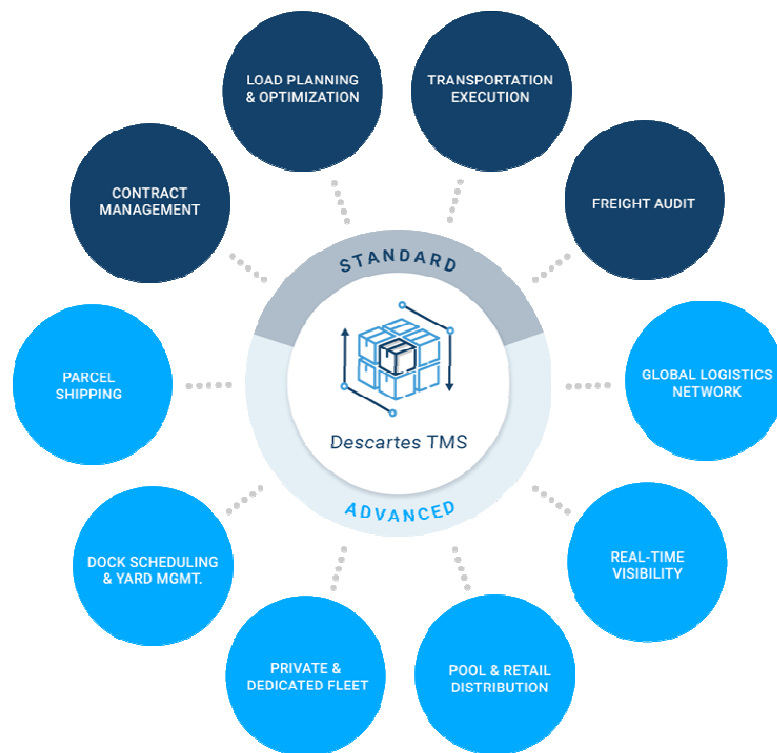 LOAD PLANNING
& OPTIMIZATION
TRANSPORTATION
EXECUTION
CONTRACT
MANAGEMENT
FREIGHT AUDIT
STANDARD
PARCEL
SHIPPING
GLOBAL LOGISTICS
NETWORK
Descartes TMS
ADVANCED
DOCK SCHEDULING
& YARD MGMT.
REAL-TIME
VISIBILITY
PRIVATE &
DEDICATED FLEET
POOL & RETAIL
DISTRIBUTION